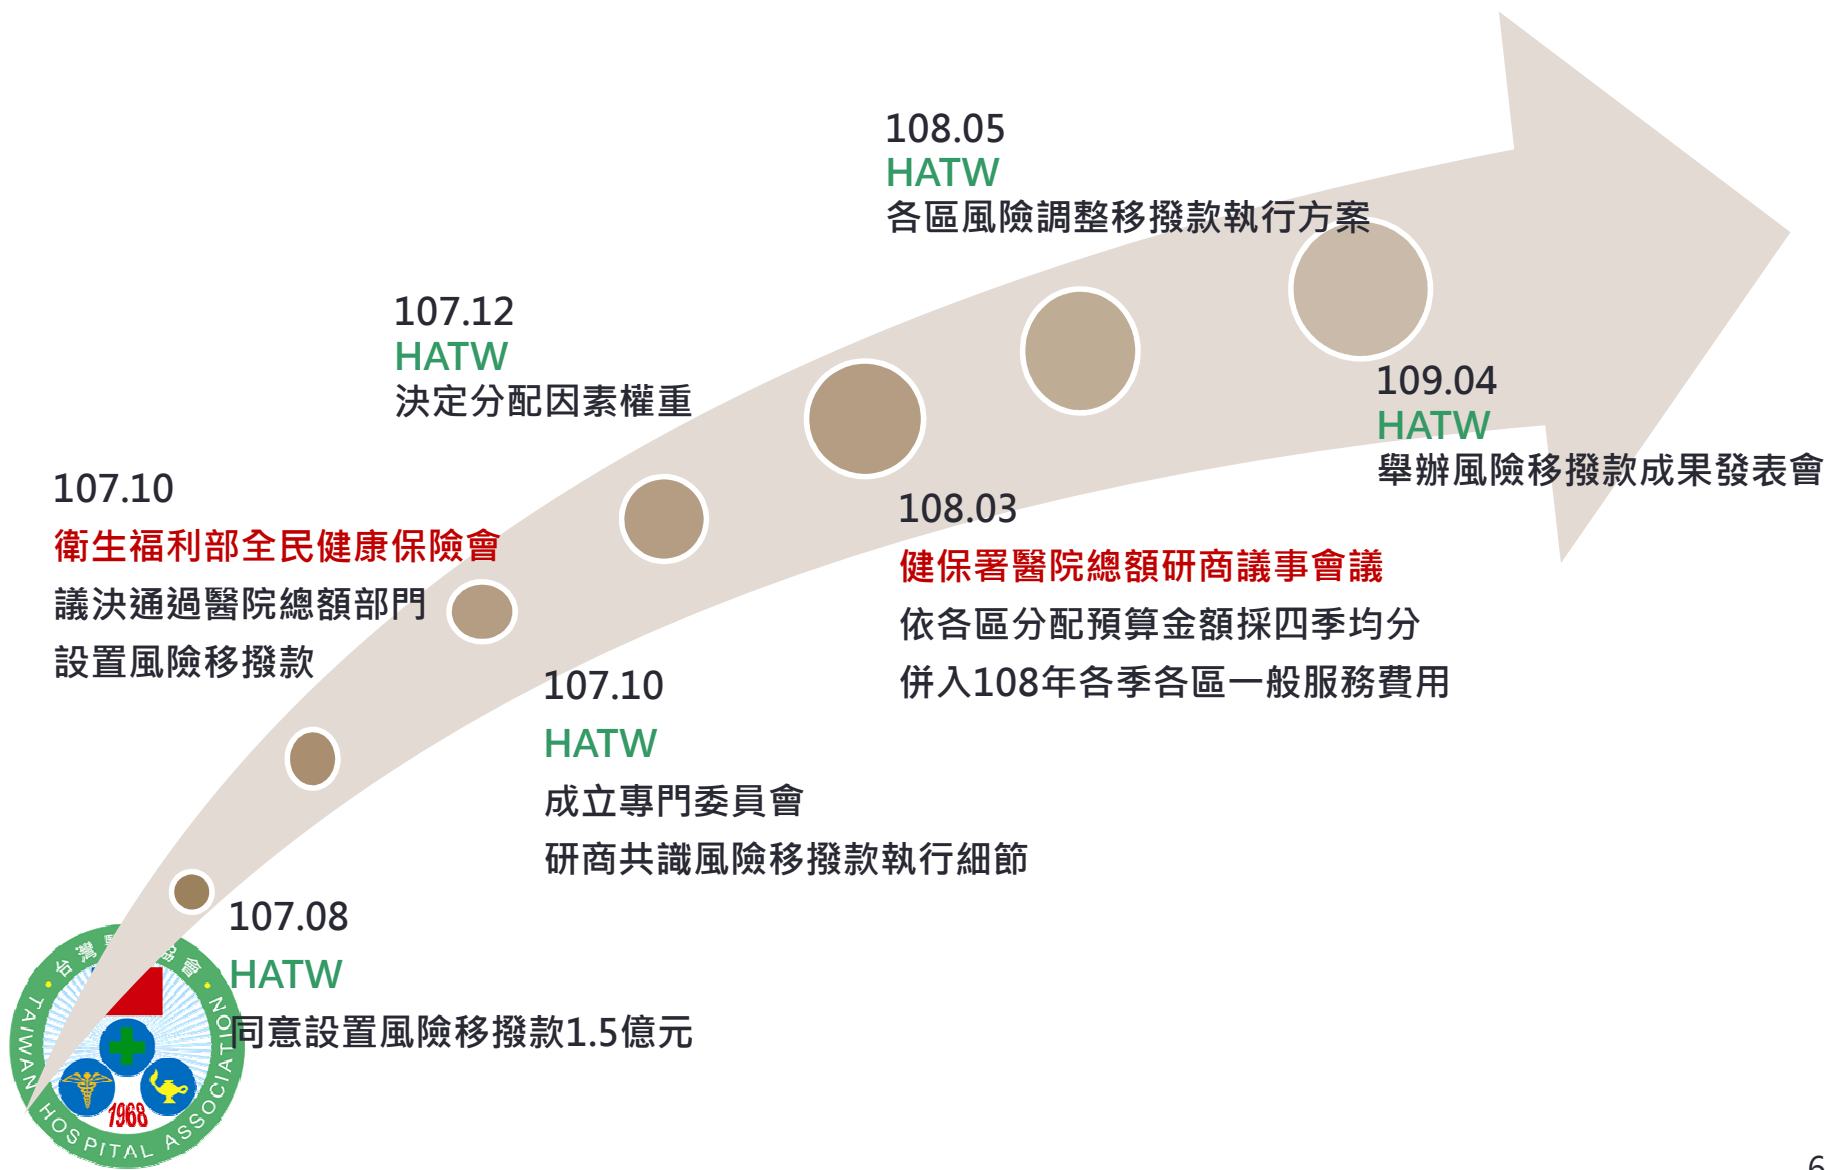 108.05
HATW
各區風險調整移撥款執行方案
107.12
HATW
決定分配因素權重
109.04
HATW
舉辦風險移撥款成果發表會
107.10
衛生福利部全民健康保險會
議決通過醫院總額部門
設置風險移撥款
108.03
健保署醫院總額研商議事會議
依各區分配預算金額採四季均分
併入108年各季各區一般服務費用
107.10
HATW
成立專門委員會
研商共識風險移撥款執行細節
107.08
HATW
同意設置風險移撥款1.5億元
台灣 協會
TAIWAN HOSPITAL ASSOCIATION
1968
6